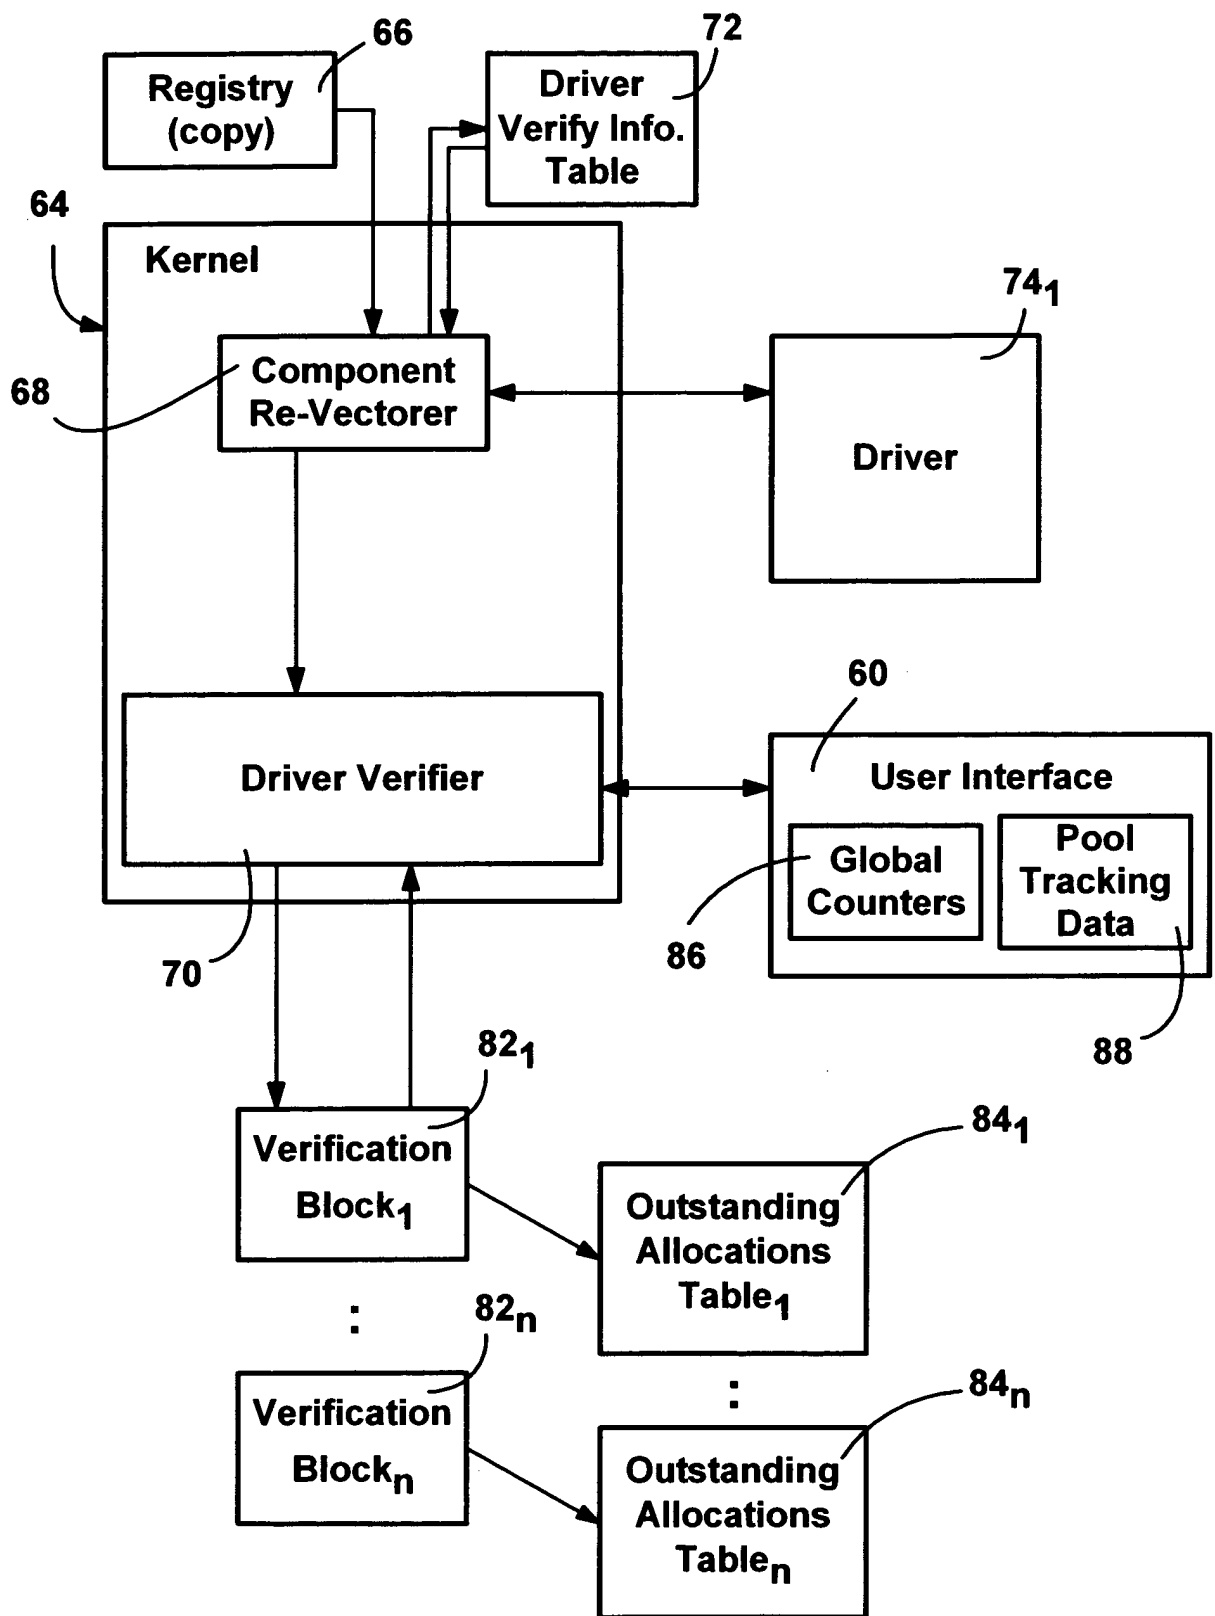 66
72
Registry
(copy)
Driver
Verify Info.
Table
64
Kernel
74₁
68
Component
Re-Vectorer
Driver
60
Driver Verifier
User Interface
Global
Counters
Pool
Tracking
Data
70
86
88
82₁
Verification
Block₁
84₁
Outstanding
Allocations
Table₁
:
82ₙ
:
84ₙ
Verification
Blockₙ
Outstanding
Allocations
Tableₙ